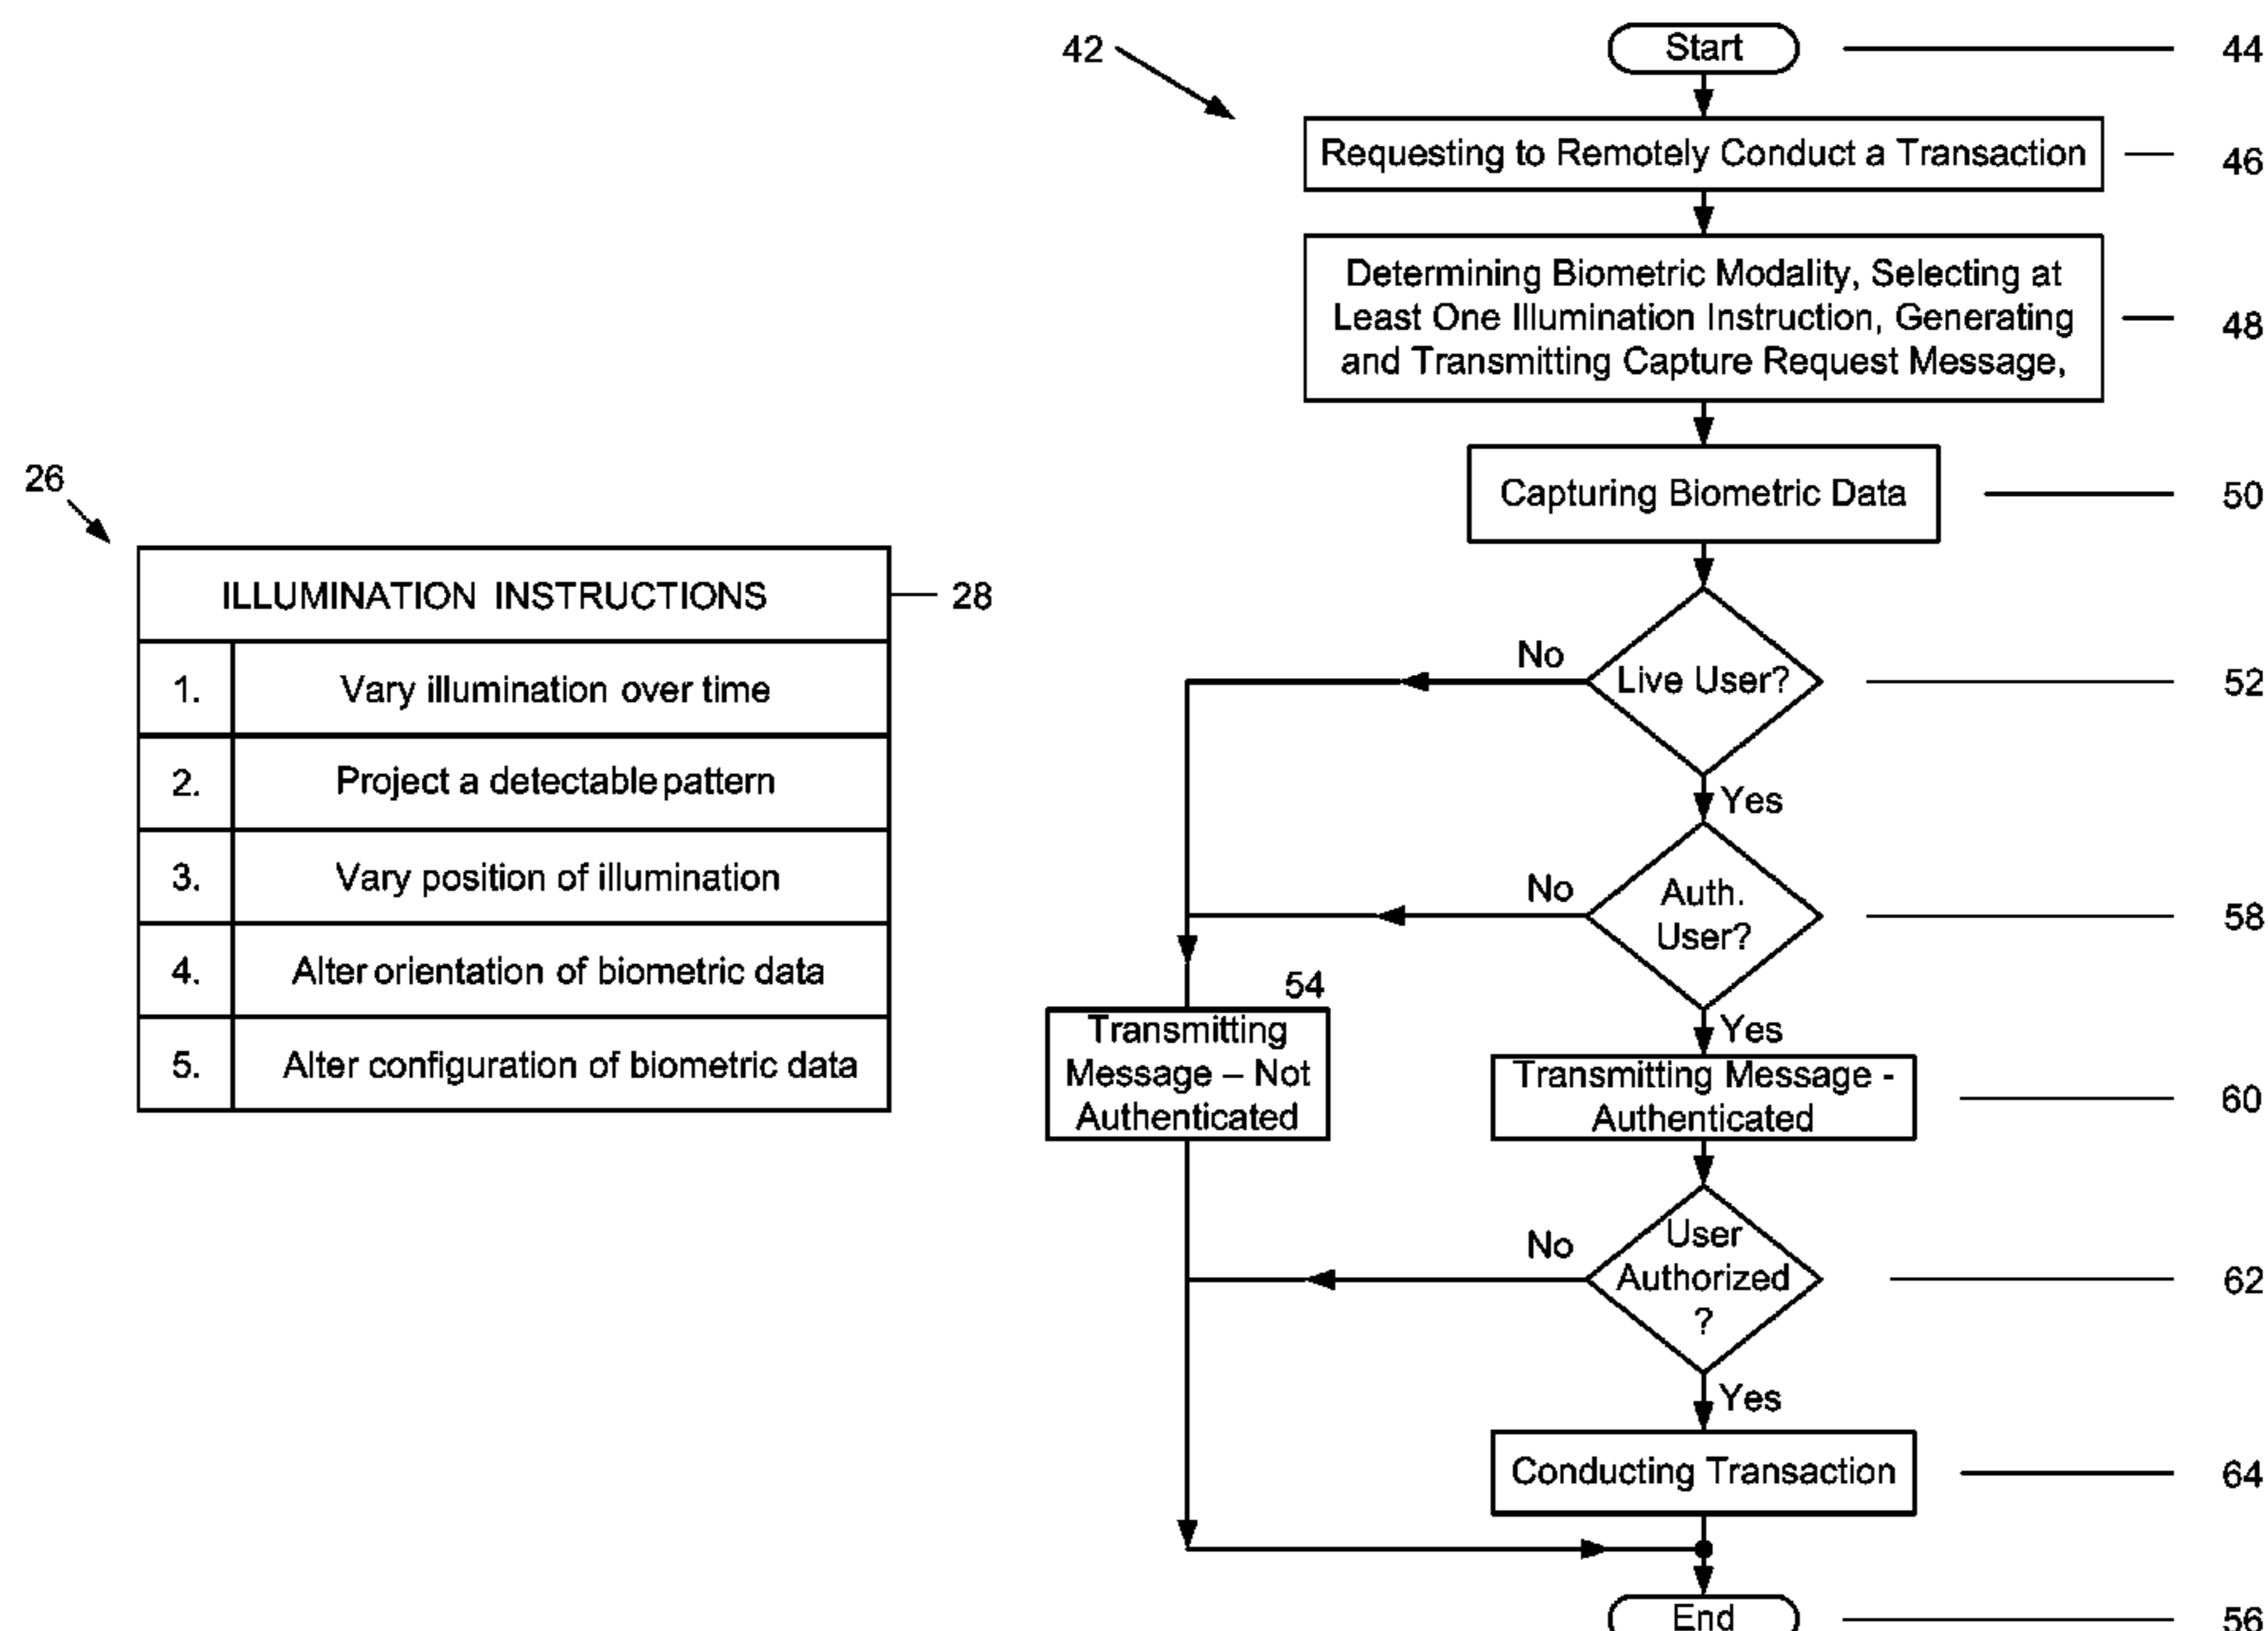 26
ILLUMINATION INSTRUCTIONS
28
1. Vary illumination over time
2. Project a detectable pattern
3. Vary position of illumination
4. Alter orientation of biometric data
5. Alter configuration of biometric data
42
Start
44
Requesting to Remotely Conduct a Transaction
46
Determining Biometric Modality, Selecting at
Least One Illumination Instruction, Generating
and Transmitting Capture Request Message,
48
Capturing Biometric Data
50
No
Live User?
52
Yes
No
Auth.
User?
58
54
Transmitting
Message – Not
Authenticated
Yes
Transmitting Message -
Authenticated
60
No
User
Authorized
?
62
Yes
Conducting Transaction
64
End
56